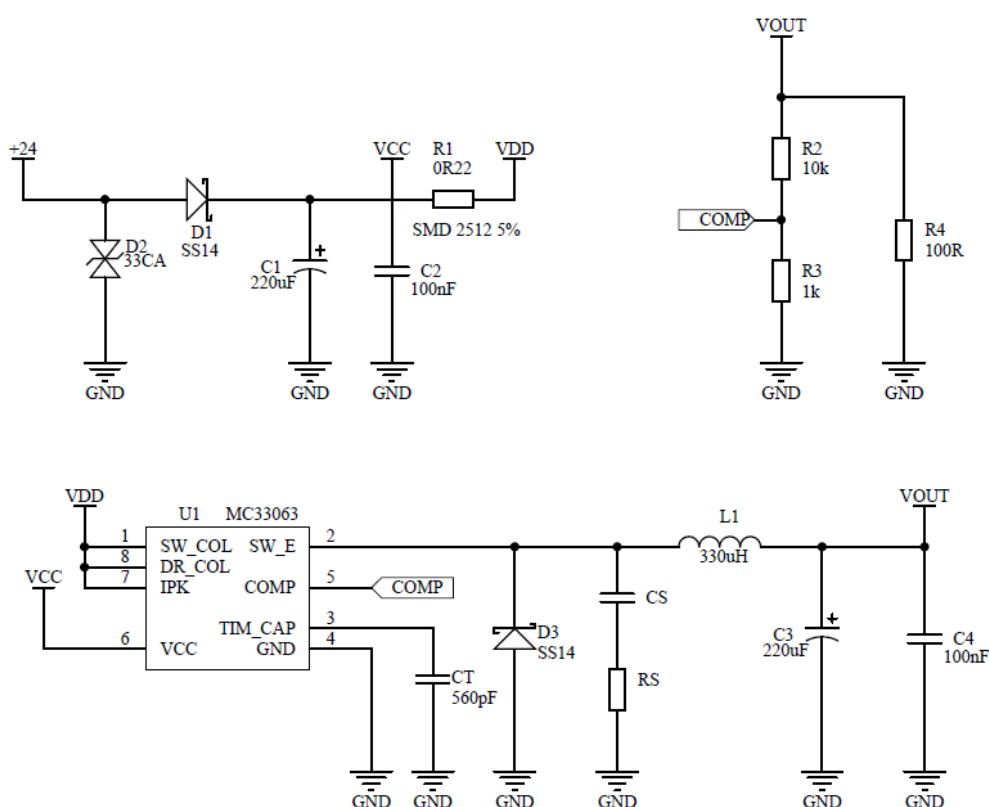 VOUT
+24
VCC
R1
0R22
VDD
SMD 2512 5%
D1
SS14
D2
33CA
C1
+
220uF
C2
100nF
GND
GND
GND
R2
10k
COMP
R3
1k
R4
100R
GND
GND
VDD
U1 MC33063
1 SW_COL SW_E 2
8 DR_COL
7 IPK COMP 5
COMP
VCC
TIM_CAP 3
6 VCC GND 4
CT
560pF
D3
SS14
CS
RS
L1
330uH
VOUT
C3
+
220uF
C4
100nF
GND
GND
GND
GND
GND
GND